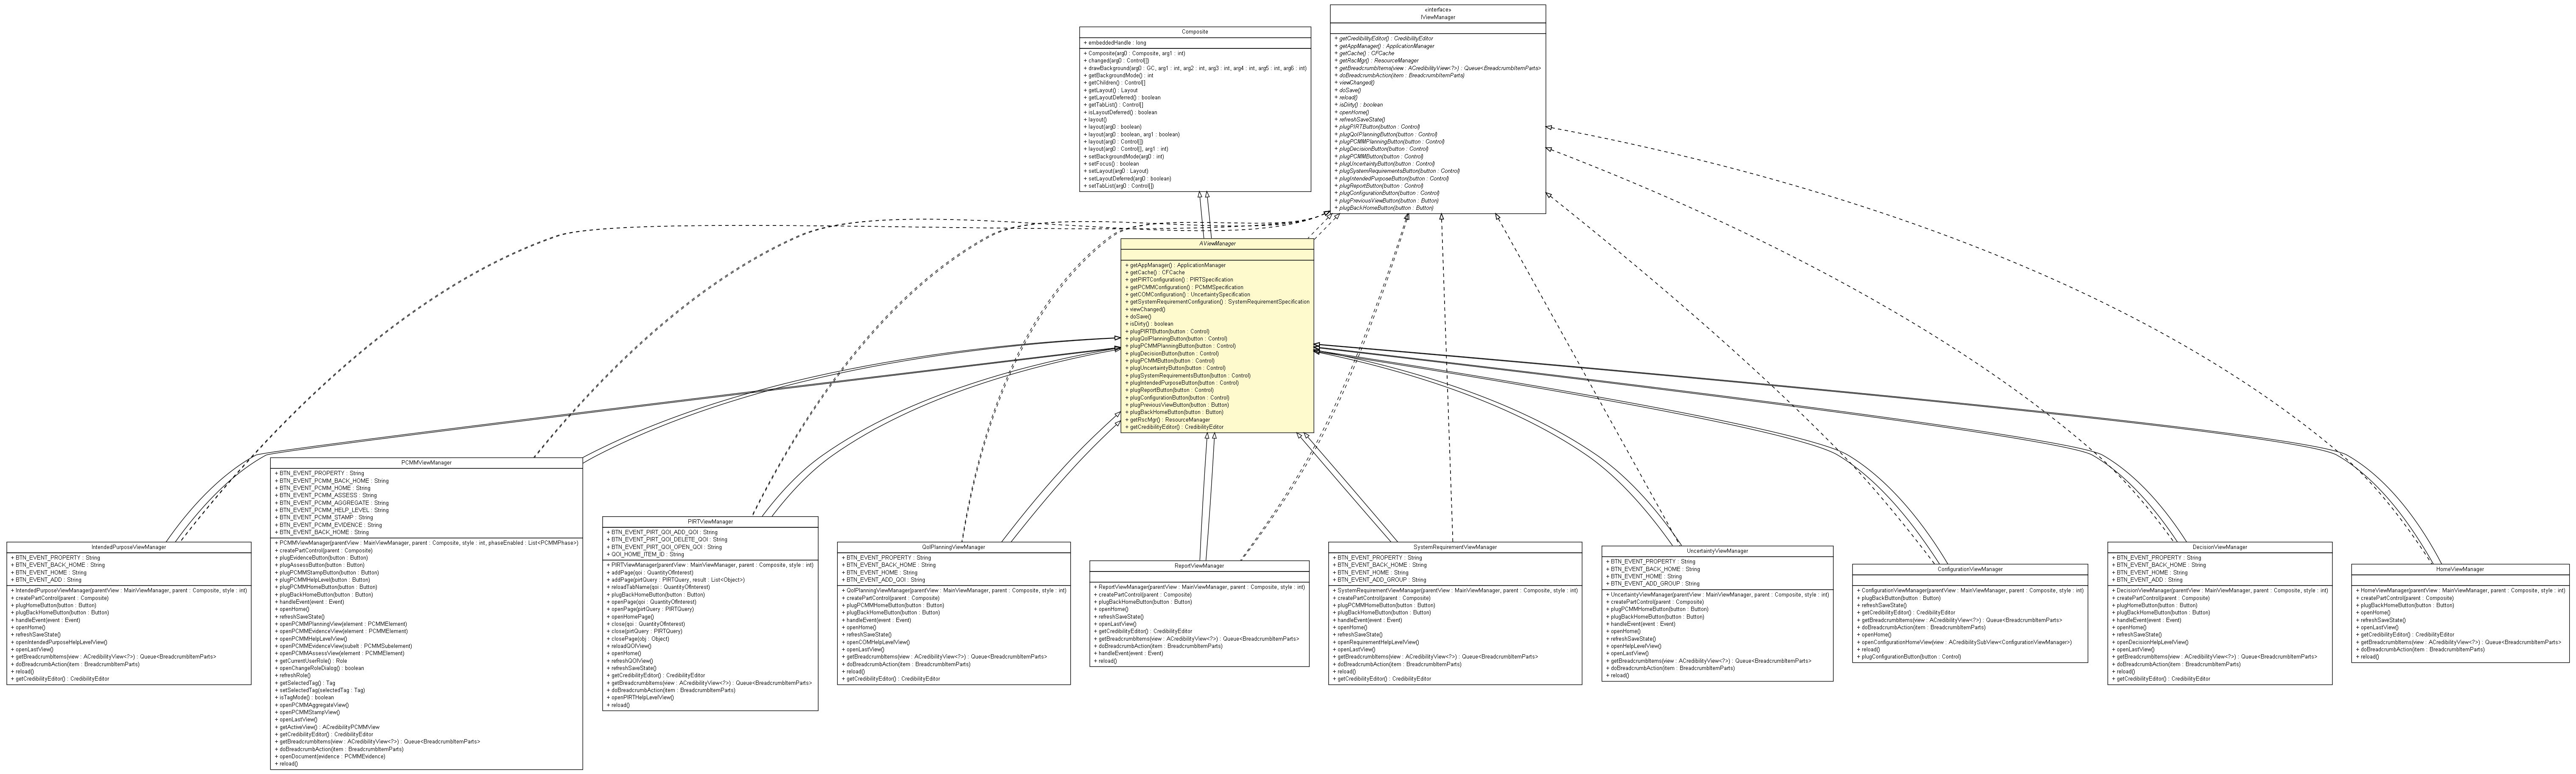 Composite
+ embeddedHandle : long
+ Composite(arg0 : Composite, arg1 : int)
+ changed(arg0 : Control[])
+ drawBackground(arg0 : GC, arg1 : int, arg2 : int, arg3 : int, arg4 : int, arg5 : int, arg6 : int)
+ getBackgroundMode() : int
+ getChildren() : Control[]
+ getLayout() : Layout
+ getLayoutDeferred() : boolean
+ getTabList() : Control[]
+ isLayoutDeferred() : boolean
+ layout()
+ layout(arg0 : boolean)
+ layout(arg0 : boolean, arg1 : boolean)
+ layout(arg0 : Control[])
+ layout(arg0 : Control[], arg1 : int)
+ setBackgroundMode(arg0 : int)
+ setFocus() : boolean
+ setLayout(arg0 : Layout)
+ setLayoutDeferred(arg0 : boolean)
+ setTabList(arg0 : Control[])
«interface»
IViewManager
+ getCredibilityEditor() : CredibilityEditor
+ getAppManager() : ApplicationManager
+ getCache() : CFCache
+ getRscMgr() : ResourceManager
+ getBreadcrumbItems(view : ACredibilityView<?>) : Queue<BreadcrumbItemParts>
+ doBreadcrumbAction(item : BreadcrumbItemParts)
+ viewChanged()
+ doSave()
+ reload()
+ isDirty() : boolean
+ openHome()
+ refreshSaveState()
+ plugPIRTButton(button : Control)
+ plugQoIPlanningButton(button : Control)
+ plugPCMMPlanningButton(button : Control)
+ plugDecisionButton(button : Control)
+ plugPCMMButton(button : Control)
+ plugUncertaintyButton(button : Control)
+ plugSystemRequirementsButton(button : Control)
+ plugIntendedPurposeButton(button : Control)
+ plugReportButton(button : Control)
+ plugConfigurationButton(button : Control)
+ plugPreviousViewButton(button : Button)
+ plugBackHomeButton(button : Button)
AViewManager
+ getAppManager() : ApplicationManager
+ getCache() : CFCache
+ getPIRTConfiguration() : PIRTSpecification
+ getPCMMConfiguration() : PCMMSpecification
+ getCOMConfiguration() : UncertaintySpecification
+ getSystemRequirementConfiguration() : SystemRequirementSpecification
+ viewChanged()
+ doSave()
+ isDirty() : boolean
+ plugPIRTButton(button : Control)
+ plugQoIPlanningButton(button : Control)
+ plugPCMMPlanningButton(button : Control)
+ plugDecisionButton(button : Control)
+ plugPCMMButton(button : Control)
+ plugUncertaintyButton(button : Control)
+ plugSystemRequirementsButton(button : Control)
+ plugIntendedPurposeButton(button : Control)
+ plugReportButton(button : Control)
+ plugConfigurationButton(button : Control)
+ plugPreviousViewButton(button : Button)
+ plugBackHomeButton(button : Button)
+ getRscMgr() : ResourceManager
+ getCredibilityEditor() : CredibilityEditor
IntendedPurposeViewManager
+ BTN_EVENT_PROPERTY : String
+ BTN_EVENT_BACK_HOME : String
+ BTN_EVENT_HOME : String
+ BTN_EVENT_ADD : String
+ IntendedPurposeViewManager(parentView : MainViewManager, parent : Composite, style : int)
+ createPartControl(parent : Composite)
+ plugHomeButton(button : Button)
+ plugBackHomeButton(button : Button)
+ handleEvent(event : Event)
+ openHome()
+ refreshSaveState()
+ openIntendedPurposeHelpLevelView()
+ openLastView()
+ getBreadcrumbItems(view : ACredibilityView<?>) : Queue<BreadcrumbItemParts>
+ doBreadcrumbAction(item : BreadcrumbItemParts)
+ reload()
+ getCredibilityEditor() : CredibilityEditor
PCMMViewManager
+ BTN_EVENT_PROPERTY : String
+ BTN_EVENT_PCMM_BACK_HOME : String
+ BTN_EVENT_PCMM_HOME : String
+ BTN_EVENT_PCMM_ASSESS : String
+ BTN_EVENT_PCMM_AGGREGATE : String
+ BTN_EVENT_PCMM_HELP_LEVEL : String
+ BTN_EVENT_PCMM_STAMP : String
+ BTN_EVENT_PCMM_EVIDENCE : String
+ BTN_EVENT_BACK_HOME : String
+ PCMMViewManager(parentView : MainViewManager, parent : Composite, style : int, phaseEnabled : List<PCMMPhase>)
+ createPartControl(parent : Composite)
+ plugEvidenceButton(button : Button)
+ plugAssessButton(button : Button)
+ plugPCMMStampButton(button : Button)
+ plugPCMMHelpLevel(button : Button)
+ plugPCMMHomeButton(button : Button)
+ plugBackHomeButton(button : Button)
+ handleEvent(event : Event)
+ openHome()
+ refreshSaveState()
+ openPCMMPlanningView(element : PCMMElement)
+ openPCMMEvidenceView(element : PCMMElement)
+ openPCMMHelpLevelView()
+ openPCMMEvidenceView(subelt : PCMMSubelement)
+ openPCMMAssessView(element : PCMMElement)
+ getCurrentUserRole() : Role
+ openChangeRoleDialog() : boolean
+ refreshRole()
+ getSelectedTag() : Tag
+ setSelectedTag(selectedTag : Tag)
+ isTagMode() : boolean
+ openPCMMAggregateView()
+ openPCMMStampView()
+ openLastView()
+ getActiveView() : ACredibilityPCMMView
+ getCredibilityEditor() : CredibilityEditor
+ getBreadcrumbItems(view : ACredibilityView<?>) : Queue<BreadcrumbItemParts>
+ doBreadcrumbAction(item : BreadcrumbItemParts)
+ openDocument(evidence : PCMMEvidence)
+ reload()
PIRTViewManager
+ BTN_EVENT_PIRT_QOI_ADD_QOI : String
+ BTN_EVENT_PIRT_QOI_DELETE_QOI : String
+ BTN_EVENT_PIRT_QOI_OPEN_QOI : String
+ QOI_HOME_ITEM_ID : String
+ PIRTViewManager(parentView : MainViewManager, parent : Composite, style : int)
+ addPage(qoi : QuantityOfInterest)
+ addPage(pirtQuery : PIRTQuery, result : List<Object>)
+ reloadTabName(qoi : QuantityOfInterest)
+ plugBackHomeButton(button : Button)
+ openPage(qoi : QuantityOfInterest)
+ openPage(pirtQuery : PIRTQuery)
+ openHomePage()
+ close(qoi : QuantityOfInterest)
+ close(pirtQuery : PIRTQuery)
+ closePage(obj : Object)
+ reloadQOIView()
+ openHome()
+ refreshQOIView()
+ refreshSaveState()
+ getCredibilityEditor() : CredibilityEditor
+ getBreadcrumbItems(view : ACredibilityView<?>) : Queue<BreadcrumbItemParts>
+ doBreadcrumbAction(item : BreadcrumbItemParts)
+ openPIRTHelpLevelView()
+ reload()
QoIPlanningViewManager
+ BTN_EVENT_PROPERTY : String
+ BTN_EVENT_BACK_HOME : String
+ BTN_EVENT_HOME : String
+ BTN_EVENT_ADD_QOI : String
+ QoIPlanningViewManager(parentView : MainViewManager, parent : Composite, style : int)
+ createPartControl(parent : Composite)
+ plugPCMMHomeButton(button : Button)
+ plugBackHomeButton(button : Button)
+ handleEvent(event : Event)
+ openHome()
+ refreshSaveState()
+ openCOMHelpLevelView()
+ openLastView()
+ getBreadcrumbItems(view : ACredibilityView<?>) : Queue<BreadcrumbItemParts>
+ doBreadcrumbAction(item : BreadcrumbItemParts)
+ reload()
+ getCredibilityEditor() : CredibilityEditor
ReportViewManager
+ ReportViewManager(parentView : MainViewManager, parent : Composite, style : int)
+ createPartControl(parent : Composite)
+ plugBackHomeButton(button : Button)
+ openHome()
+ refreshSaveState()
+ openLastView()
+ getCredibilityEditor() : CredibilityEditor
+ getBreadcrumbItems(view : ACredibilityView<?>) : Queue<BreadcrumbItemParts>
+ doBreadcrumbAction(item : BreadcrumbItemParts)
+ handleEvent(event : Event)
+ reload()
SystemRequirementViewManager
+ BTN_EVENT_PROPERTY : String
+ BTN_EVENT_BACK_HOME : String
+ BTN_EVENT_HOME : String
+ BTN_EVENT_ADD_GROUP : String
+ SystemRequirementViewManager(parentView : MainViewManager, parent : Composite, style : int)
+ createPartControl(parent : Composite)
+ plugPCMMHomeButton(button : Button)
+ plugBackHomeButton(button : Button)
+ handleEvent(event : Event)
+ openHome()
+ refreshSaveState()
+ openRequirementHelpLevelView()
+ openLastView()
+ getBreadcrumbItems(view : ACredibilityView<?>) : Queue<BreadcrumbItemParts>
+ doBreadcrumbAction(item : BreadcrumbItemParts)
+ reload()
+ getCredibilityEditor() : CredibilityEditor
UncertaintyViewManager
+ BTN_EVENT_PROPERTY : String
+ BTN_EVENT_BACK_HOME : String
+ BTN_EVENT_HOME : String
+ BTN_EVENT_ADD_GROUP : String
+ UncertaintyViewManager(parentView : MainViewManager, parent : Composite, style : int)
+ createPartControl(parent : Composite)
+ plugPCMMHomeButton(button : Button)
+ plugBackHomeButton(button : Button)
+ handleEvent(event : Event)
+ openHome()
+ refreshSaveState()
+ openHelpLevelView()
+ openLastView()
+ getBreadcrumbItems(view : ACredibilityView<?>) : Queue<BreadcrumbItemParts>
+ doBreadcrumbAction(item : BreadcrumbItemParts)
+ reload()
ConfigurationViewManager
+ ConfigurationViewManager(parentView : MainViewManager, parent : Composite, style : int)
+ plugBackButton(button : Button)
+ refreshSaveState()
+ getCredibilityEditor() : CredibilityEditor
+ getBreadcrumbItems(view : ACredibilityView<?>) : Queue<BreadcrumbItemParts>
+ doBreadcrumbAction(item : BreadcrumbItemParts)
+ openHome()
+ openConfigurationHomeView(view : ACredibilitySubView<ConfigurationViewManager>)
+ reload()
+ plugConfigurationButton(button : Control)
DecisionViewManager
+ BTN_EVENT_PROPERTY : String
+ BTN_EVENT_BACK_HOME : String
+ BTN_EVENT_HOME : String
+ BTN_EVENT_ADD : String
+ DecisionViewManager(parentView : MainViewManager, parent : Composite, style : int)
+ createPartControl(parent : Composite)
+ plugHomeButton(button : Button)
+ plugBackHomeButton(button : Button)
+ handleEvent(event : Event)
+ openHome()
+ refreshSaveState()
+ openDecisionHelpLevelView()
+ openLastView()
+ getBreadcrumbItems(view : ACredibilityView<?>) : Queue<BreadcrumbItemParts>
+ doBreadcrumbAction(item : BreadcrumbItemParts)
+ reload()
+ getCredibilityEditor() : CredibilityEditor
HomeViewManager
+ HomeViewManager(parentView : MainViewManager, parent : Composite, style : int)
+ createPartControl(parent : Composite)
+ plugBackHomeButton(button : Button)
+ openHome()
+ refreshSaveState()
+ openLastView()
+ getCredibilityEditor() : CredibilityEditor
+ getBreadcrumbItems(view : ACredibilityView<?>) : Queue<BreadcrumbItemParts>
+ doBreadcrumbAction(item : BreadcrumbItemParts)
+ reload()